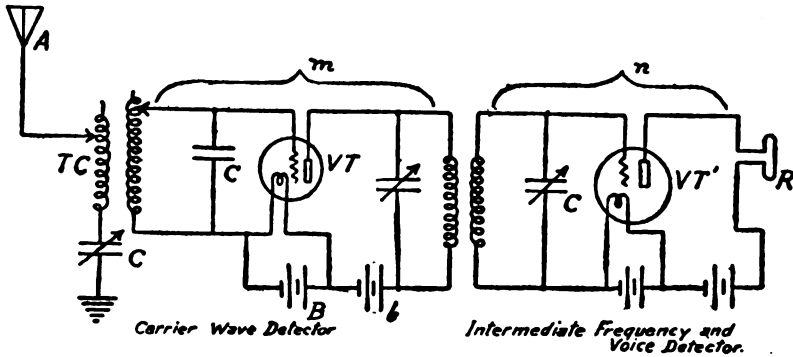 A
m
n
TC
C
VT
C
VT'
R
C
B
b
Carrier Wave Detector
Intermediate Frequency and
Voice Detector.